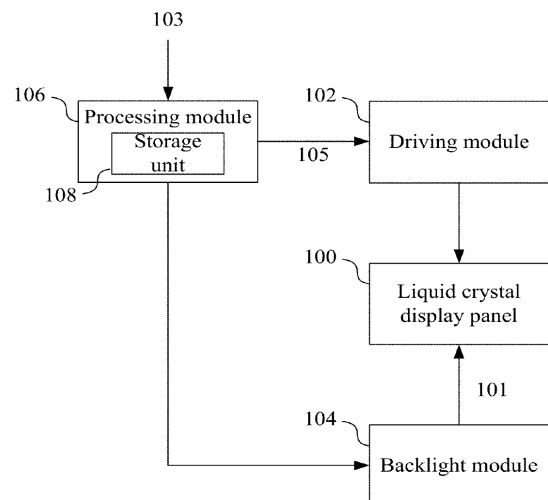 103
106
Processing module
Storage
unit
108
105
102
Driving module
100
Liquid crystal
display panel
101
104
Backlight module